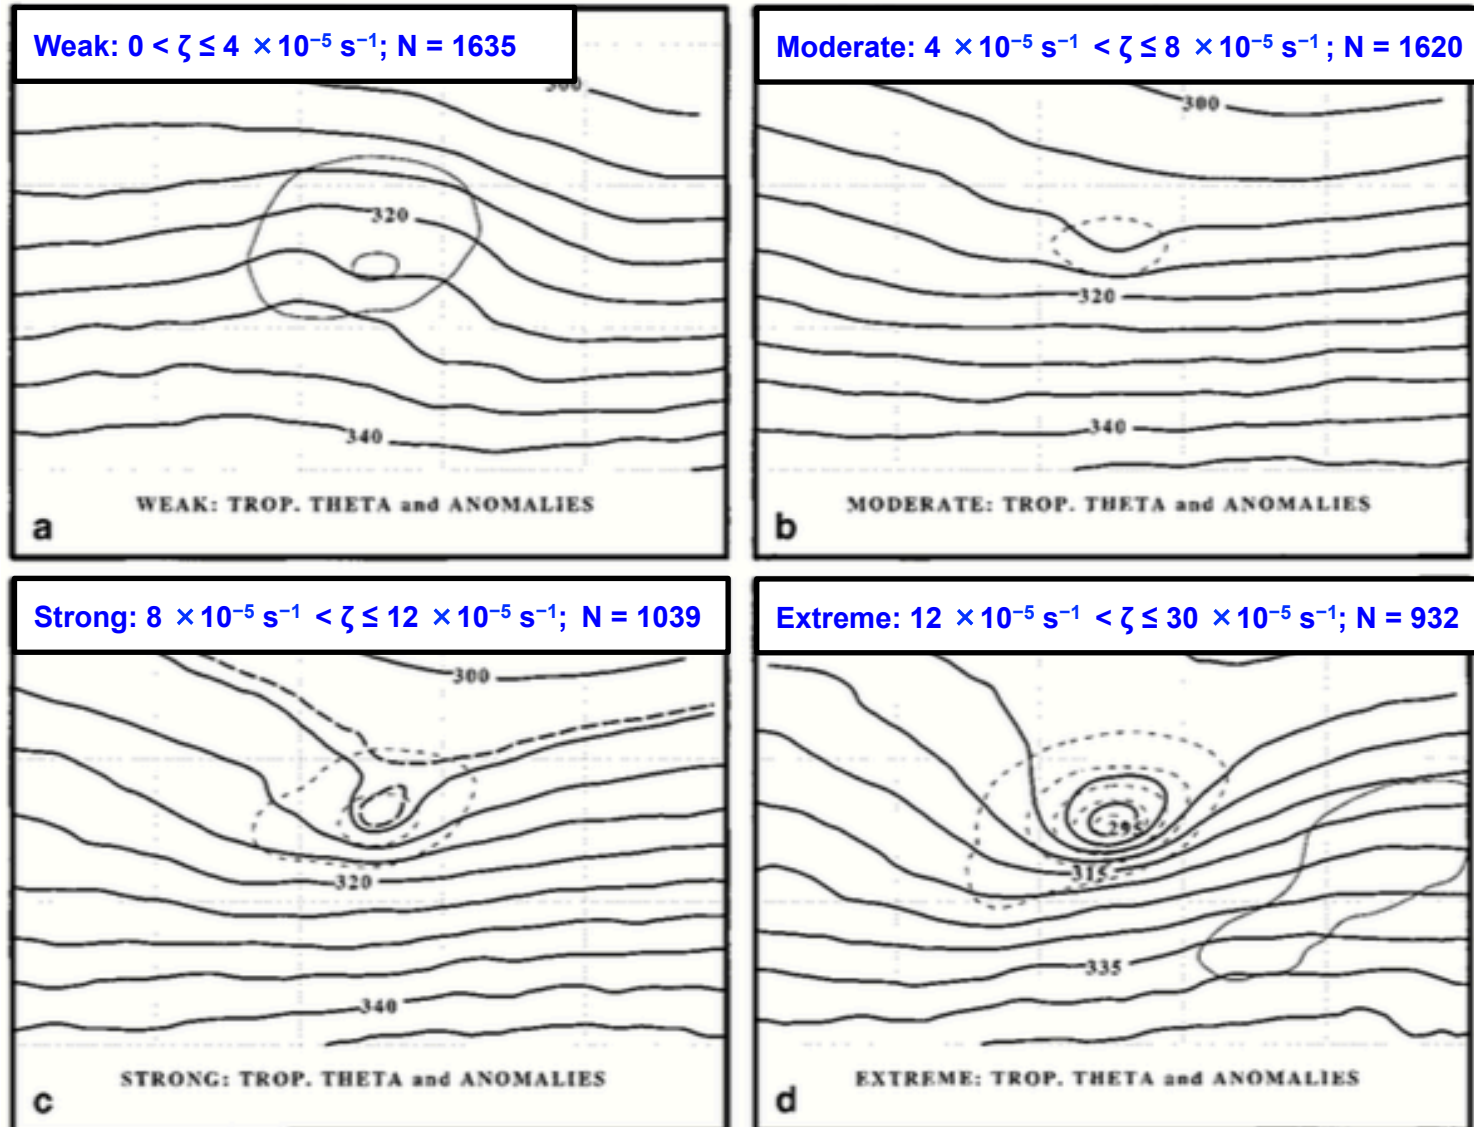 Weak: 0 < ζ ≤ 4 ×10⁻⁵ s⁻¹; N = 1635
300
320
340
WEAK: TROP. THETA and ANOMALIES
a
Moderate: 4 ×10⁻⁵ s⁻¹ < ζ ≤ 8 ×10⁻⁵ s⁻¹ ; N = 1620
300
320
340
MODERATE: TROP. THETA and ANOMALIES
b
Strong: 8 ×10⁻⁵ s⁻¹ < ζ ≤ 12 ×10⁻⁵ s⁻¹; N = 1039
300
320
340
STRONG: TROP. THETA and ANOMALIES
c
Extreme: 12 ×10⁻⁵ s⁻¹ < ζ ≤ 30 ×10⁻⁵ s⁻¹; N = 932
295
315
335
EXTREME: TROP. THETA and ANOMALIES
d